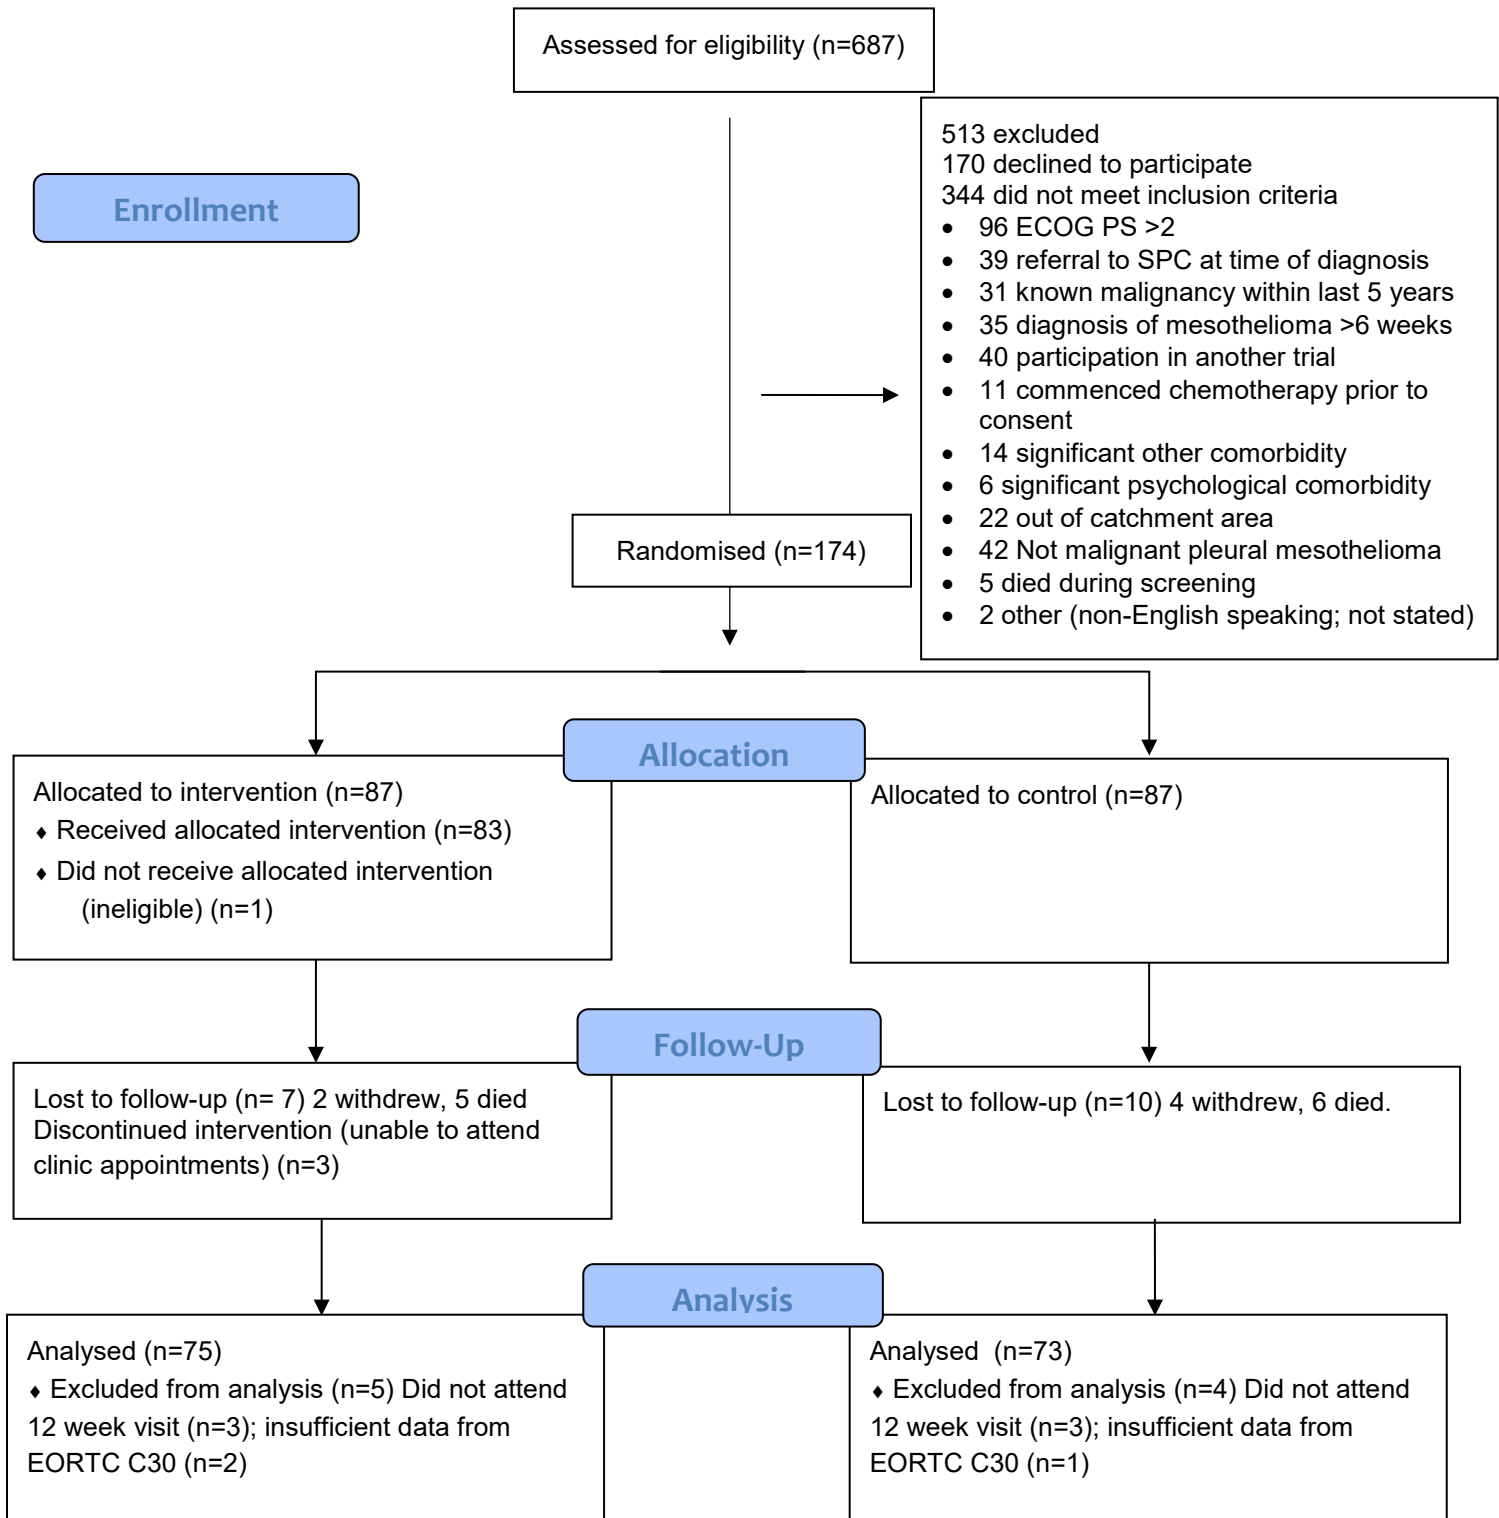 Assessed for eligibility (n=687)
513 excluded
170 declined to participate
344 did not meet inclusion criteria
• 96 ECOG PS >2
• 39 referral to SPC at time of diagnosis
• 31 known malignancy within last 5 years
• 35 diagnosis of mesothelioma >6 weeks
• 40 participation in another trial
• 11 commenced chemotherapy prior to
consent
• 14 significant other comorbidity
• 6 significant psychological comorbidity
• 22 out of catchment area
• 42 Not malignant pleural mesothelioma
• 5 died during screening
• 2 other (non-English speaking; not stated)
Enrollment
Randomised (n=174)
Allocation
Allocated to intervention (n=87)
♦ Received allocated intervention (n=83)
♦ Did not receive allocated intervention
(ineligible) (n=1)
Allocated to control (n=87)
Follow-Up
Lost to follow-up (n= 7) 2 withdrew, 5 died
Discontinued intervention (unable to attend
clinic appointments) (n=3)
Lost to follow-up (n=10) 4 withdrew, 6 died.
Analysis
Analysed (n=75)
♦ Excluded from analysis (n=5) Did not attend
12 week visit (n=3); insufficient data from
EORTC C30 (n=2)
Analysed  (n=73)
♦ Excluded from analysis (n=4) Did not attend
12 week visit (n=3); insufficient data from
EORTC C30 (n=1)